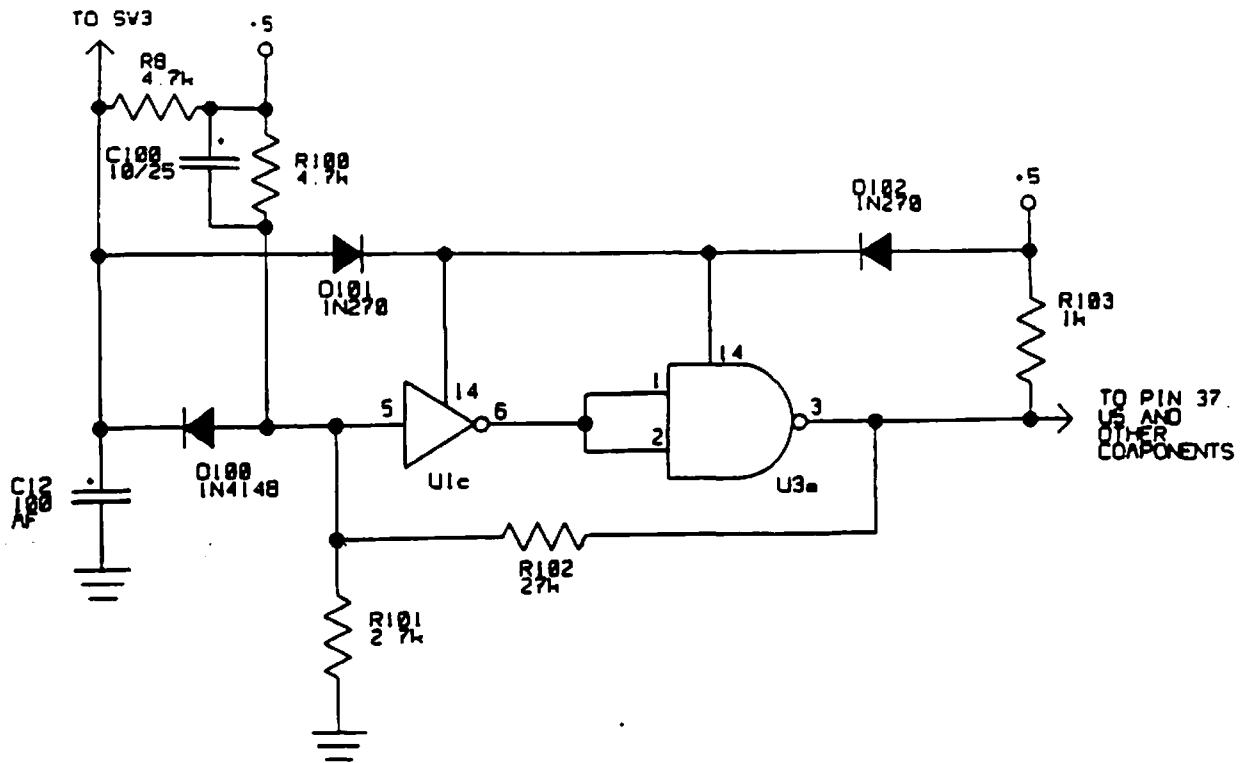 TO SW3
+5
R8
4.7k
C100
10/25
+
R100
4.7k
D101
1N270
D102
1N270
+5
R103
1k
14
14
5
6
U1c
1
2
3
U3a
TO PIN 37
U5 AND
OTHER
COMPONENTS
D100
1N4148
C12
100
+
R102
27k
R101
2.7k